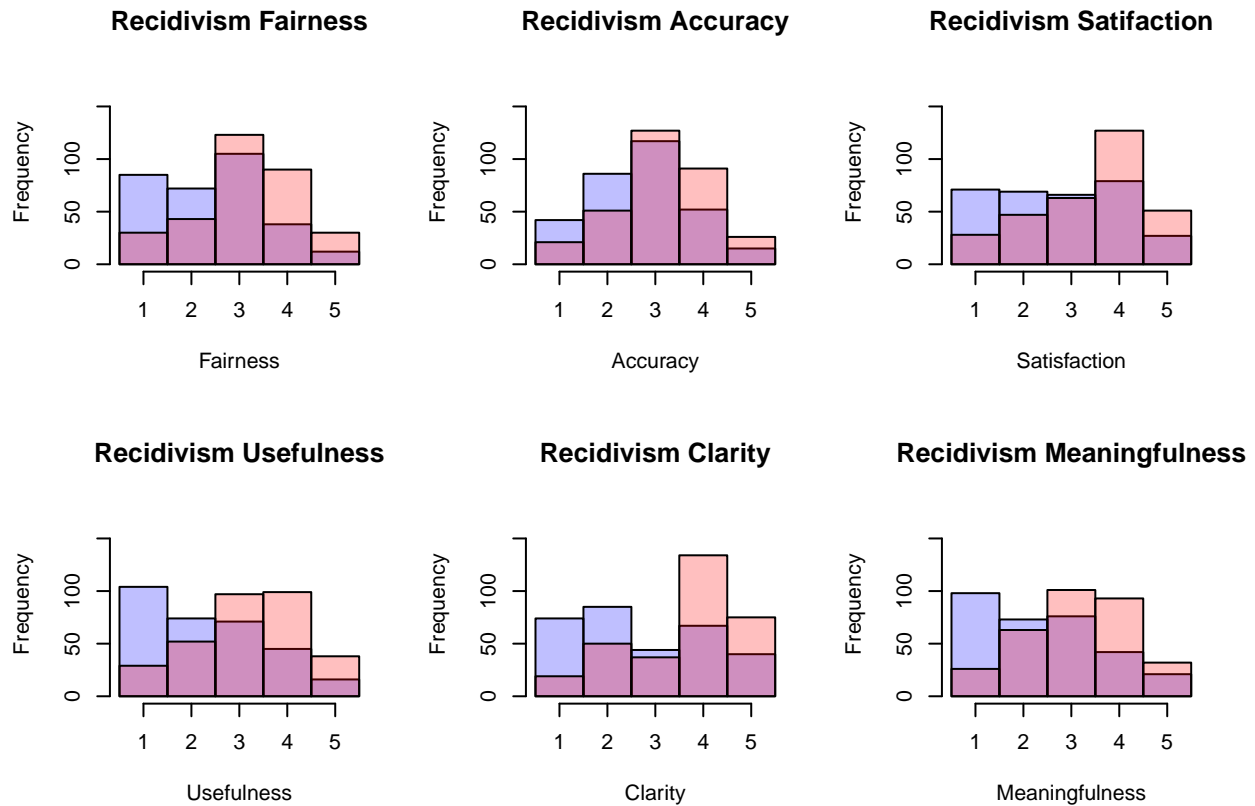 Recidivism Fairness
Frequency
0 50 100
1 2 3 4 5
Fairness
Recidivism Accuracy
Frequency
0 50 100
1 2 3 4 5
Accuracy
Recidivism Satifaction
Frequency
0 50 100
1 2 3 4 5
Satisfaction
Recidivism Usefulness
Frequency
0 50 100
1 2 3 4 5
Usefulness
Recidivism Clarity
Frequency
0 50 100
1 2 3 4 5
Clarity
Recidivism Meaningfulness
Frequency
0 50 100
1 2 3 4 5
Meaningfulness